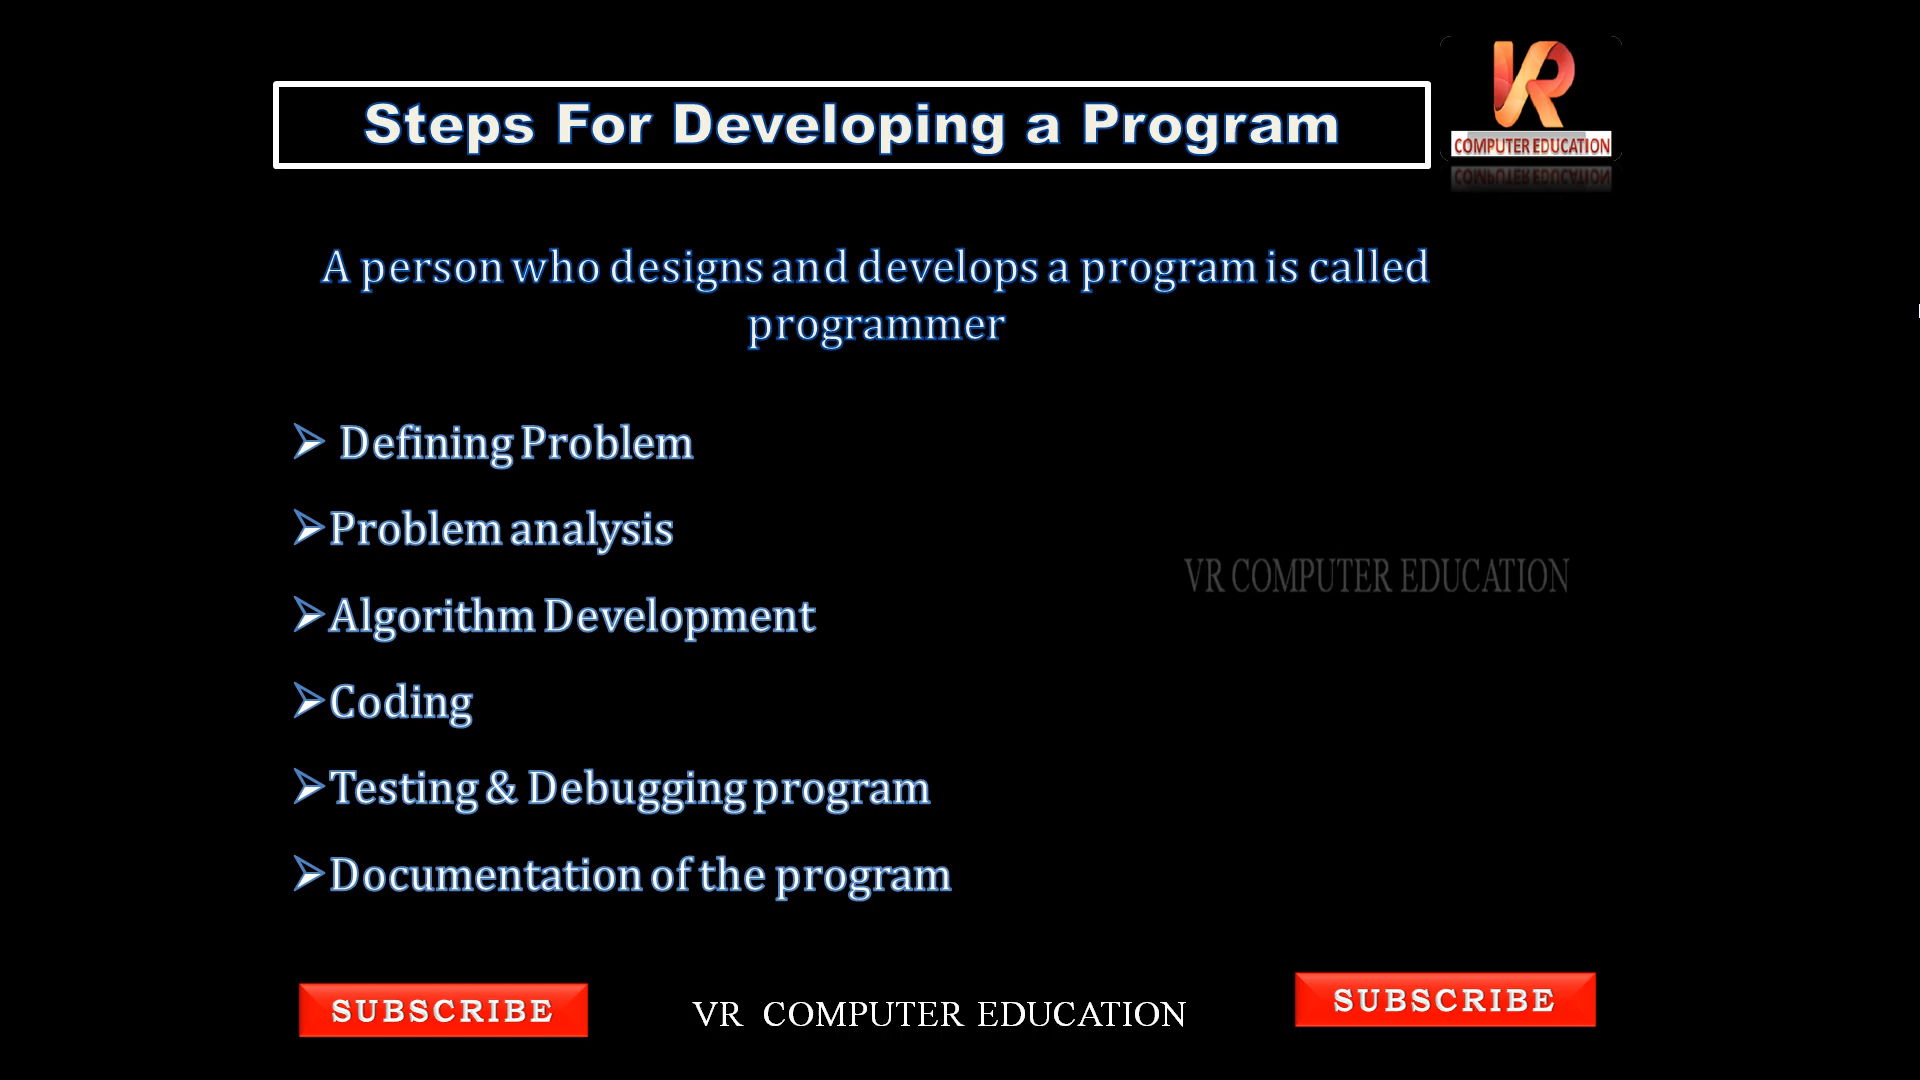 VR
COMPUTER EDUCATION
Steps For Developing a Program
A person who designs and develops a program is called
programmer
➢ Defining Problem
➢Problem analysis
➢Algorithm Development
➢Coding
➢Testing & Debugging program
➢Documentation of the program
VR COMPUTER EDUCATION
SUBSCRIBE
VR COMPUTER EDUCATION
SUBSCRIBE